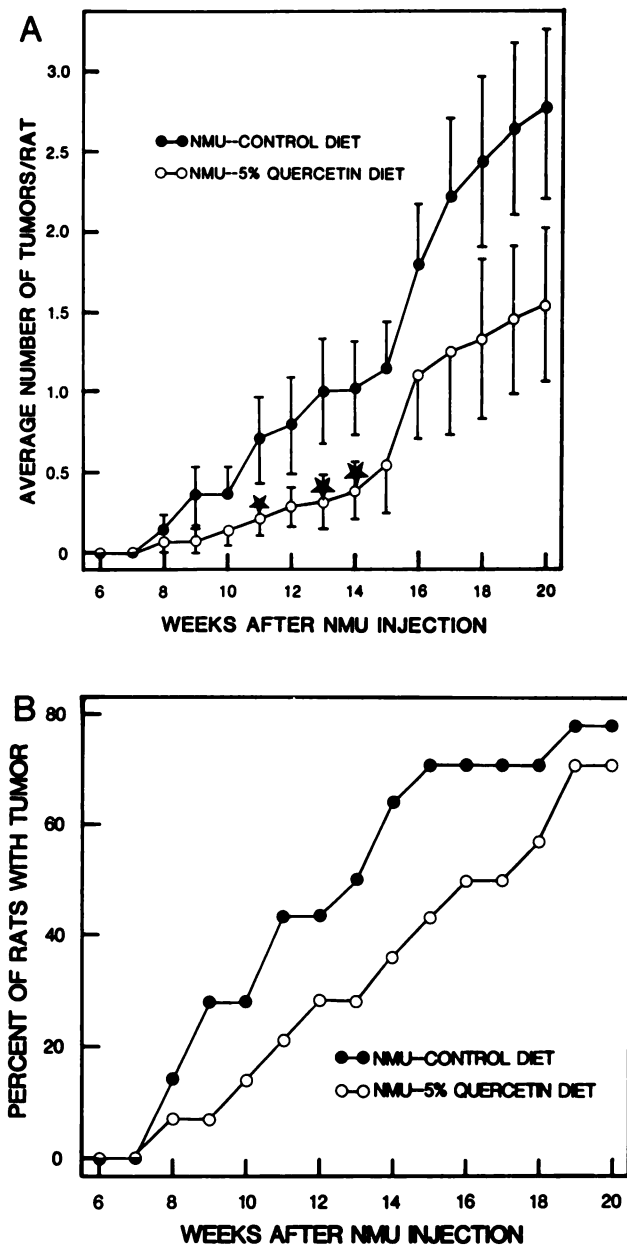 A
AVERAGE NUMBER OF TUMORS/RAT
3.0
2.5
2.0
1.5
1.0
0.5
0
NMU--CONTROL DIET
NMU--5% QUERCETIN DIET
6 8 10 12 14 16 18 20
WEEKS AFTER NMU INJECTION
B
PERCENT OF RATS WITH TUMOR
80
60
40
20
0
NMU—CONTROL DIET
NMU—5% QUERCETIN DIET
6 8 10 12 14 16 18 20
WEEKS AFTER NMU INJECTION